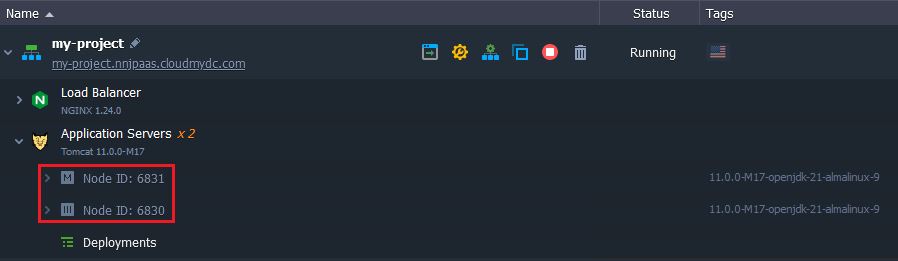 Name Status Tags
my-project Running
my-project.nnjpaas.cloudmydc.com
Load Balancer
NGINX 1.24.0
Application Servers x 2
Tomcat 11.0.0-M17
M Node ID: 6831 11.0.0-M17-openjdk-21-almalinux-9
Node ID: 6830 11.0.0-M17-openjdk-21-almalinux-9
Deployments